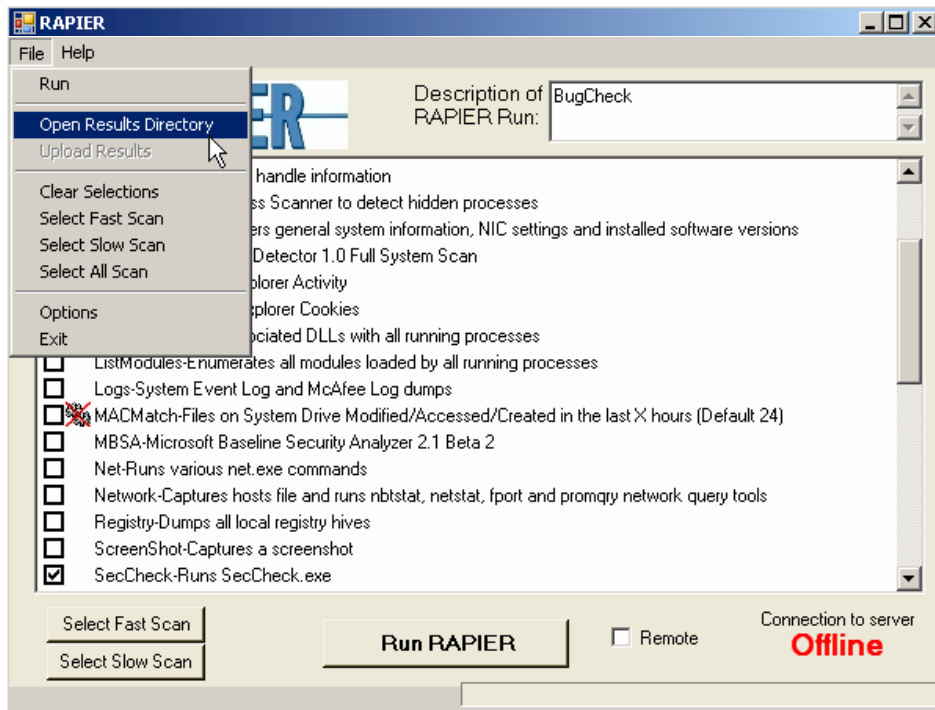 RAPIER
File Help
Run
Open Results Directory
Upload Results
Clear Selections
Select Fast Scan
Select Slow Scan
Select All Scan
Options
Exit
ER
Description of
RAPIER Run:
BugCheck
handle information
ss Scanner to detect hidden processes
ers general system information, NIC settings and installed software versions
Detector 1.0 Full System Scan
plorer Activity
xplorer Cookies
ociated DLLs with all running processes
ListModules-Enumerates all modules loaded by all running processes
Logs-System Event Log and McAfee Log dumps
MACMatch-Files on System Drive Modified/Accessed/Created in the last X hours (Default 24)
MBSA-Microsoft Baseline Security Analyzer 2.1 Beta 2
Net-Runs various net.exe commands
Network-Captures hosts file and runs nbtstat, netstat, fport and promqry network query tools
Registry-Dumps all local registry hives
ScreenShot-Captures a screenshot
SecCheck-Runs SecCheck.exe
Select Fast Scan
Select Slow Scan
Run RAPIER
Remote
Connection to server
Offline